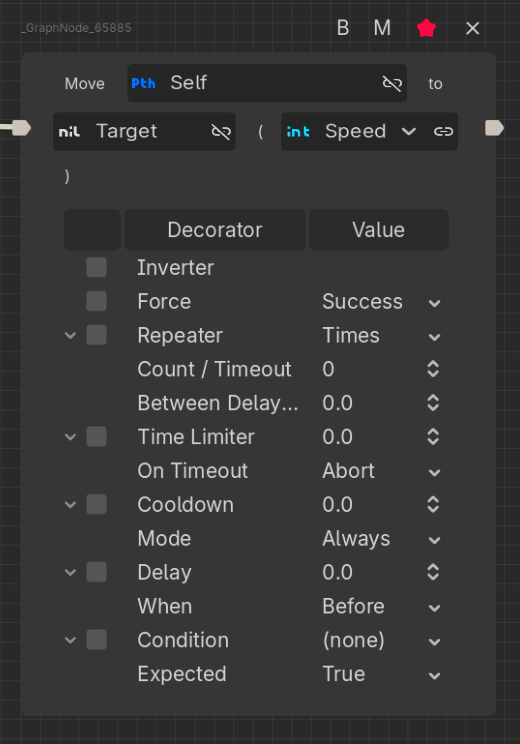 _GraphNode_65885 B M
Move Pth Self to
nil Target ( int Speed
)
Decorator Value
Inverter
Force Success
Repeater Times
Count / Timeout 0
Between Delay... 0.0
Time Limiter 0.0
On Timeout Abort
Cooldown 0.0
Mode Always
Delay 0.0
When Before
Condition (none)
Expected True